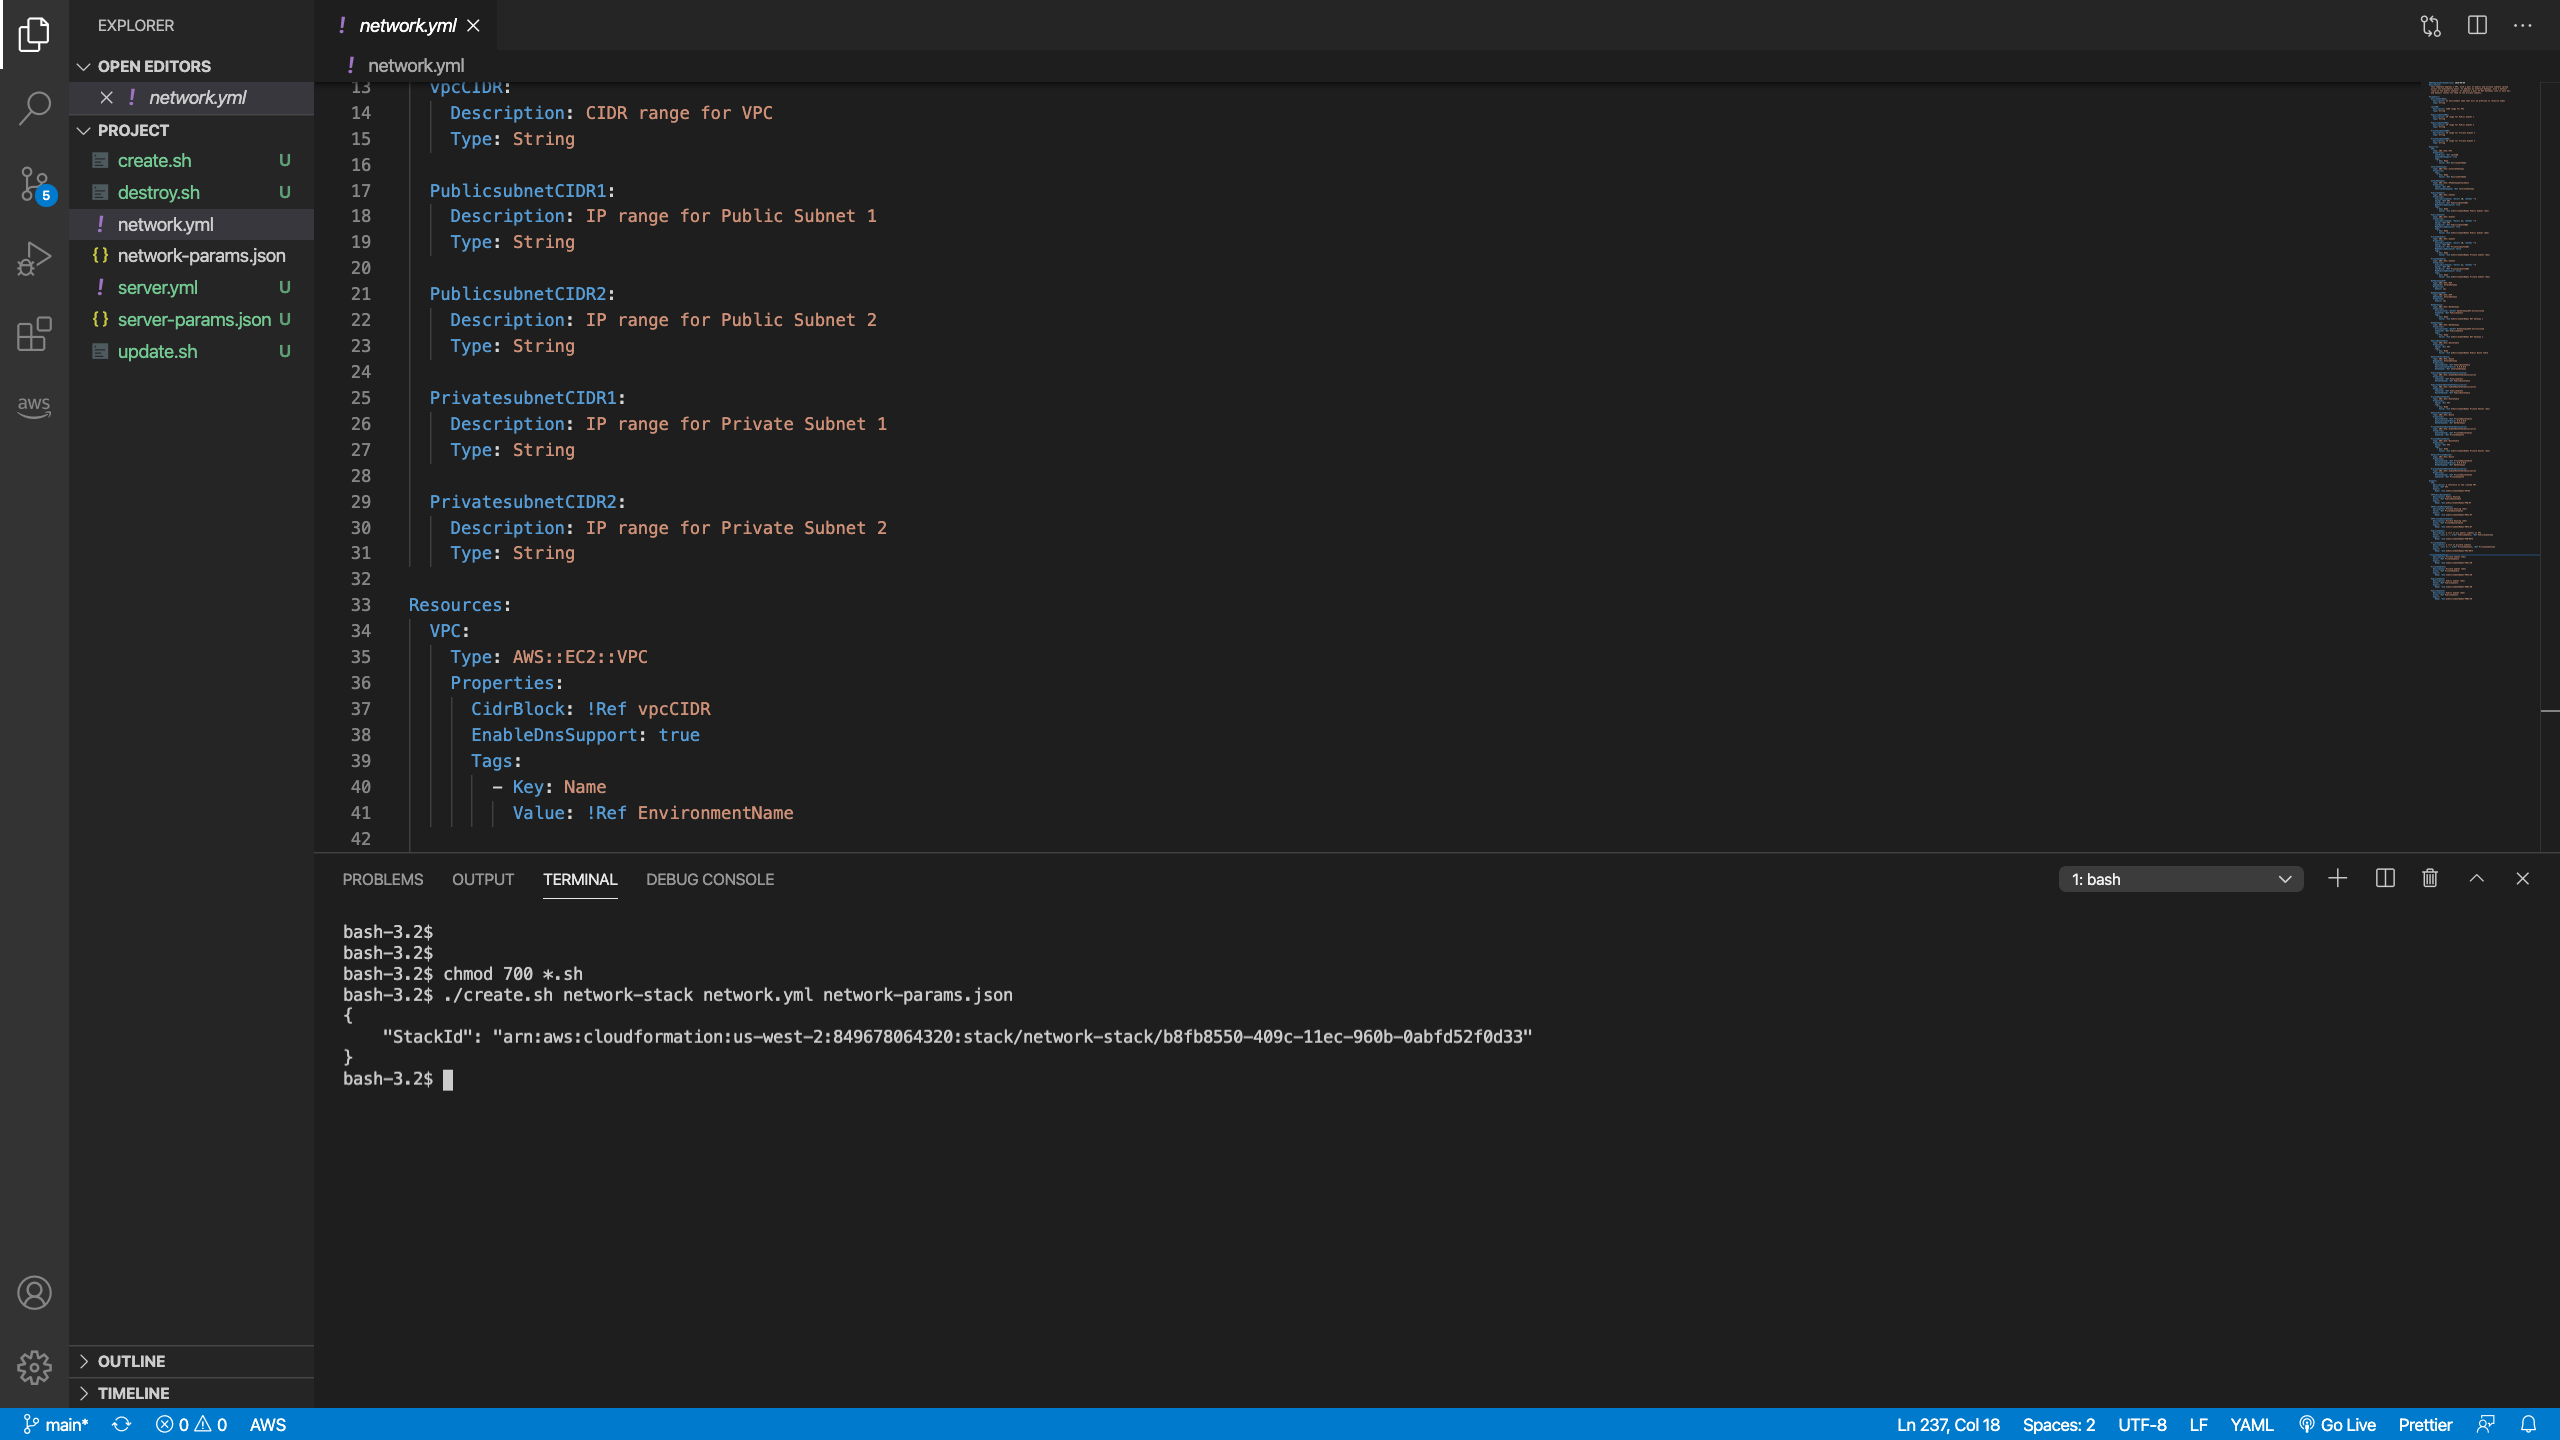 EXPLORER
OPEN EDITORS
network.yml
PROJECT
create.sh U
destroy.sh U
network.yml
network-params.json
server.yml U
server-params.json U
update.sh U
5
aws
OUTLINE
TIMELINE
! network.yml
! network.yml
13 vpcCIDR:
14 Description: CIDR range for VPC
15 Type: String
16
17 PublicsubnetCIDR1:
18 Description: IP range for Public Subnet 1
19 Type: String
20
21 PublicsubnetCIDR2:
22 Description: IP range for Public Subnet 2
23 Type: String
24
25 PrivatesubnetCIDR1:
26 Description: IP range for Private Subnet 1
27 Type: String
28
29 PrivatesubnetCIDR2:
30 Description: IP range for Private Subnet 2
31 Type: String
32
33 Resources:
34 VPC:
35 Type: AWS::EC2::VPC
36 Properties:
37 CidrBlock: !Ref vpcCIDR
38 EnableDnsSupport: true
39 Tags:
40 - Key: Name
41 Value: !Ref EnvironmentName
42
PROBLEMS OUTPUT TERMINAL DEBUG CONSOLE
1: bash
bash-3.2$
bash-3.2$
bash-3.2$ chmod 700 *.sh
bash-3.2$ ./create.sh network-stack network.yml network-params.json
{
"StackId": "arn:aws:cloudformation:us-west-2:849678064320:stack/network-stack/b8fb8550-409c-11ec-960b-0abfd52f0d33"
}
bash-3.2$
main* 0 0 AWS
Ln 237, Col 18 Spaces: 2 UTF-8 LF YAML Go Live Prettier